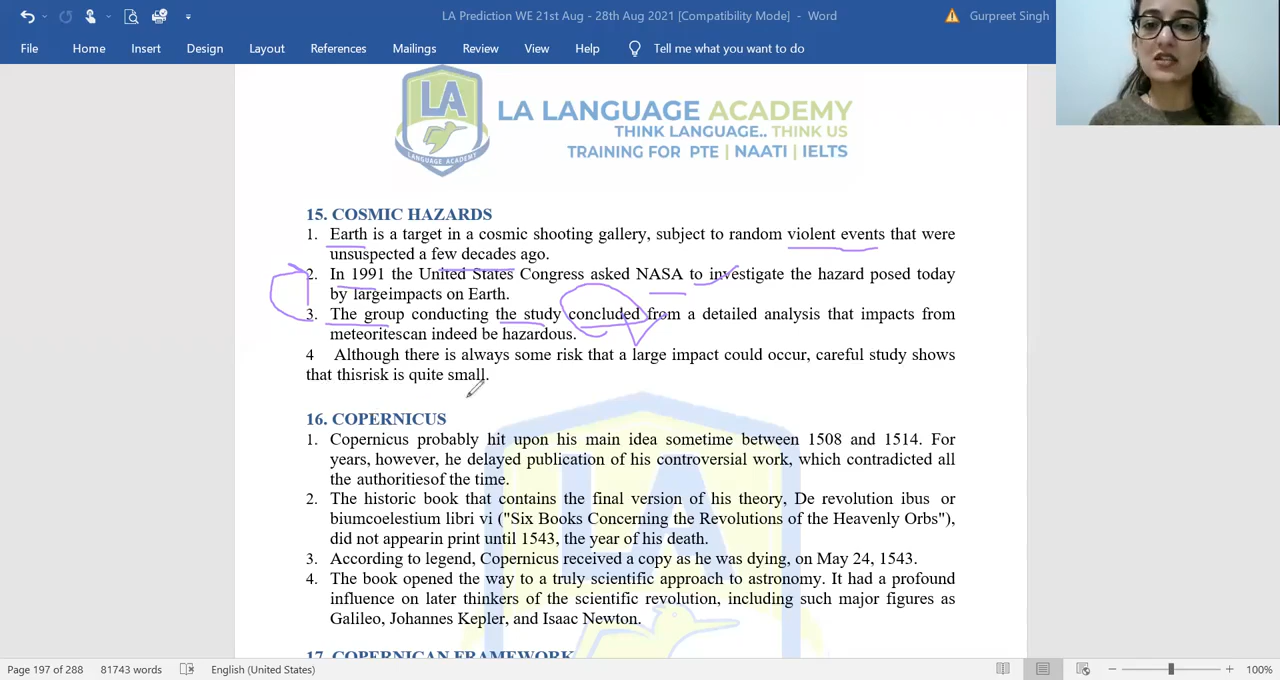 LA Prediction WE 21st Aug - 28th Aug 2021 [Compatibility Mode] - Word
Gurpreet Singh
File Home Insert Design Layout References Mailings Review View Help Tell me what you want to do
LA
LANGUAGE ACADEMY
LA LANGUAGE ACADEMY
THINK LANGUAGE.. THINK US
TRAINING FOR PTE | NAATI | IELTS
15. COSMIC HAZARDS
1. Earth is a target in a cosmic shooting gallery, subject to random violent events that were
unsuspected a few decades ago.
2. In 1991 the United States Congress asked NASA to investigate the hazard posed today
by largeimpacts on Earth.
3. The group conducting the study concluded from a detailed analysis that impacts from
meteoritescan indeed be hazardous.
4 Although there is always some risk that a large impact could occur, careful study shows
that thisrisk is quite small.
16. COPERNICUS
1. Copernicus probably hit upon his main idea sometime between 1508 and 1514. For
years, however, he delayed publication of his controversial work, which contradicted all
the authoritiesof the time.
2. The historic book that contains the final version of his theory, De revolution ibus or
biumcoelestium libri vi ("Six Books Concerning the Revolutions of the Heavenly Orbs"),
did not appearin print until 1543, the year of his death.
3. According to legend, Copernicus received a copy as he was dying, on May 24, 1543.
4. The book opened the way to a truly scientific approach to astronomy. It had a profound
influence on later thinkers of the scientific revolution, including such major figures as
Galileo, Johannes Kepler, and Isaac Newton.
17. COPERNICAN FRAMEWORK
Page 197 of 288 81743 words English (United States) 100%